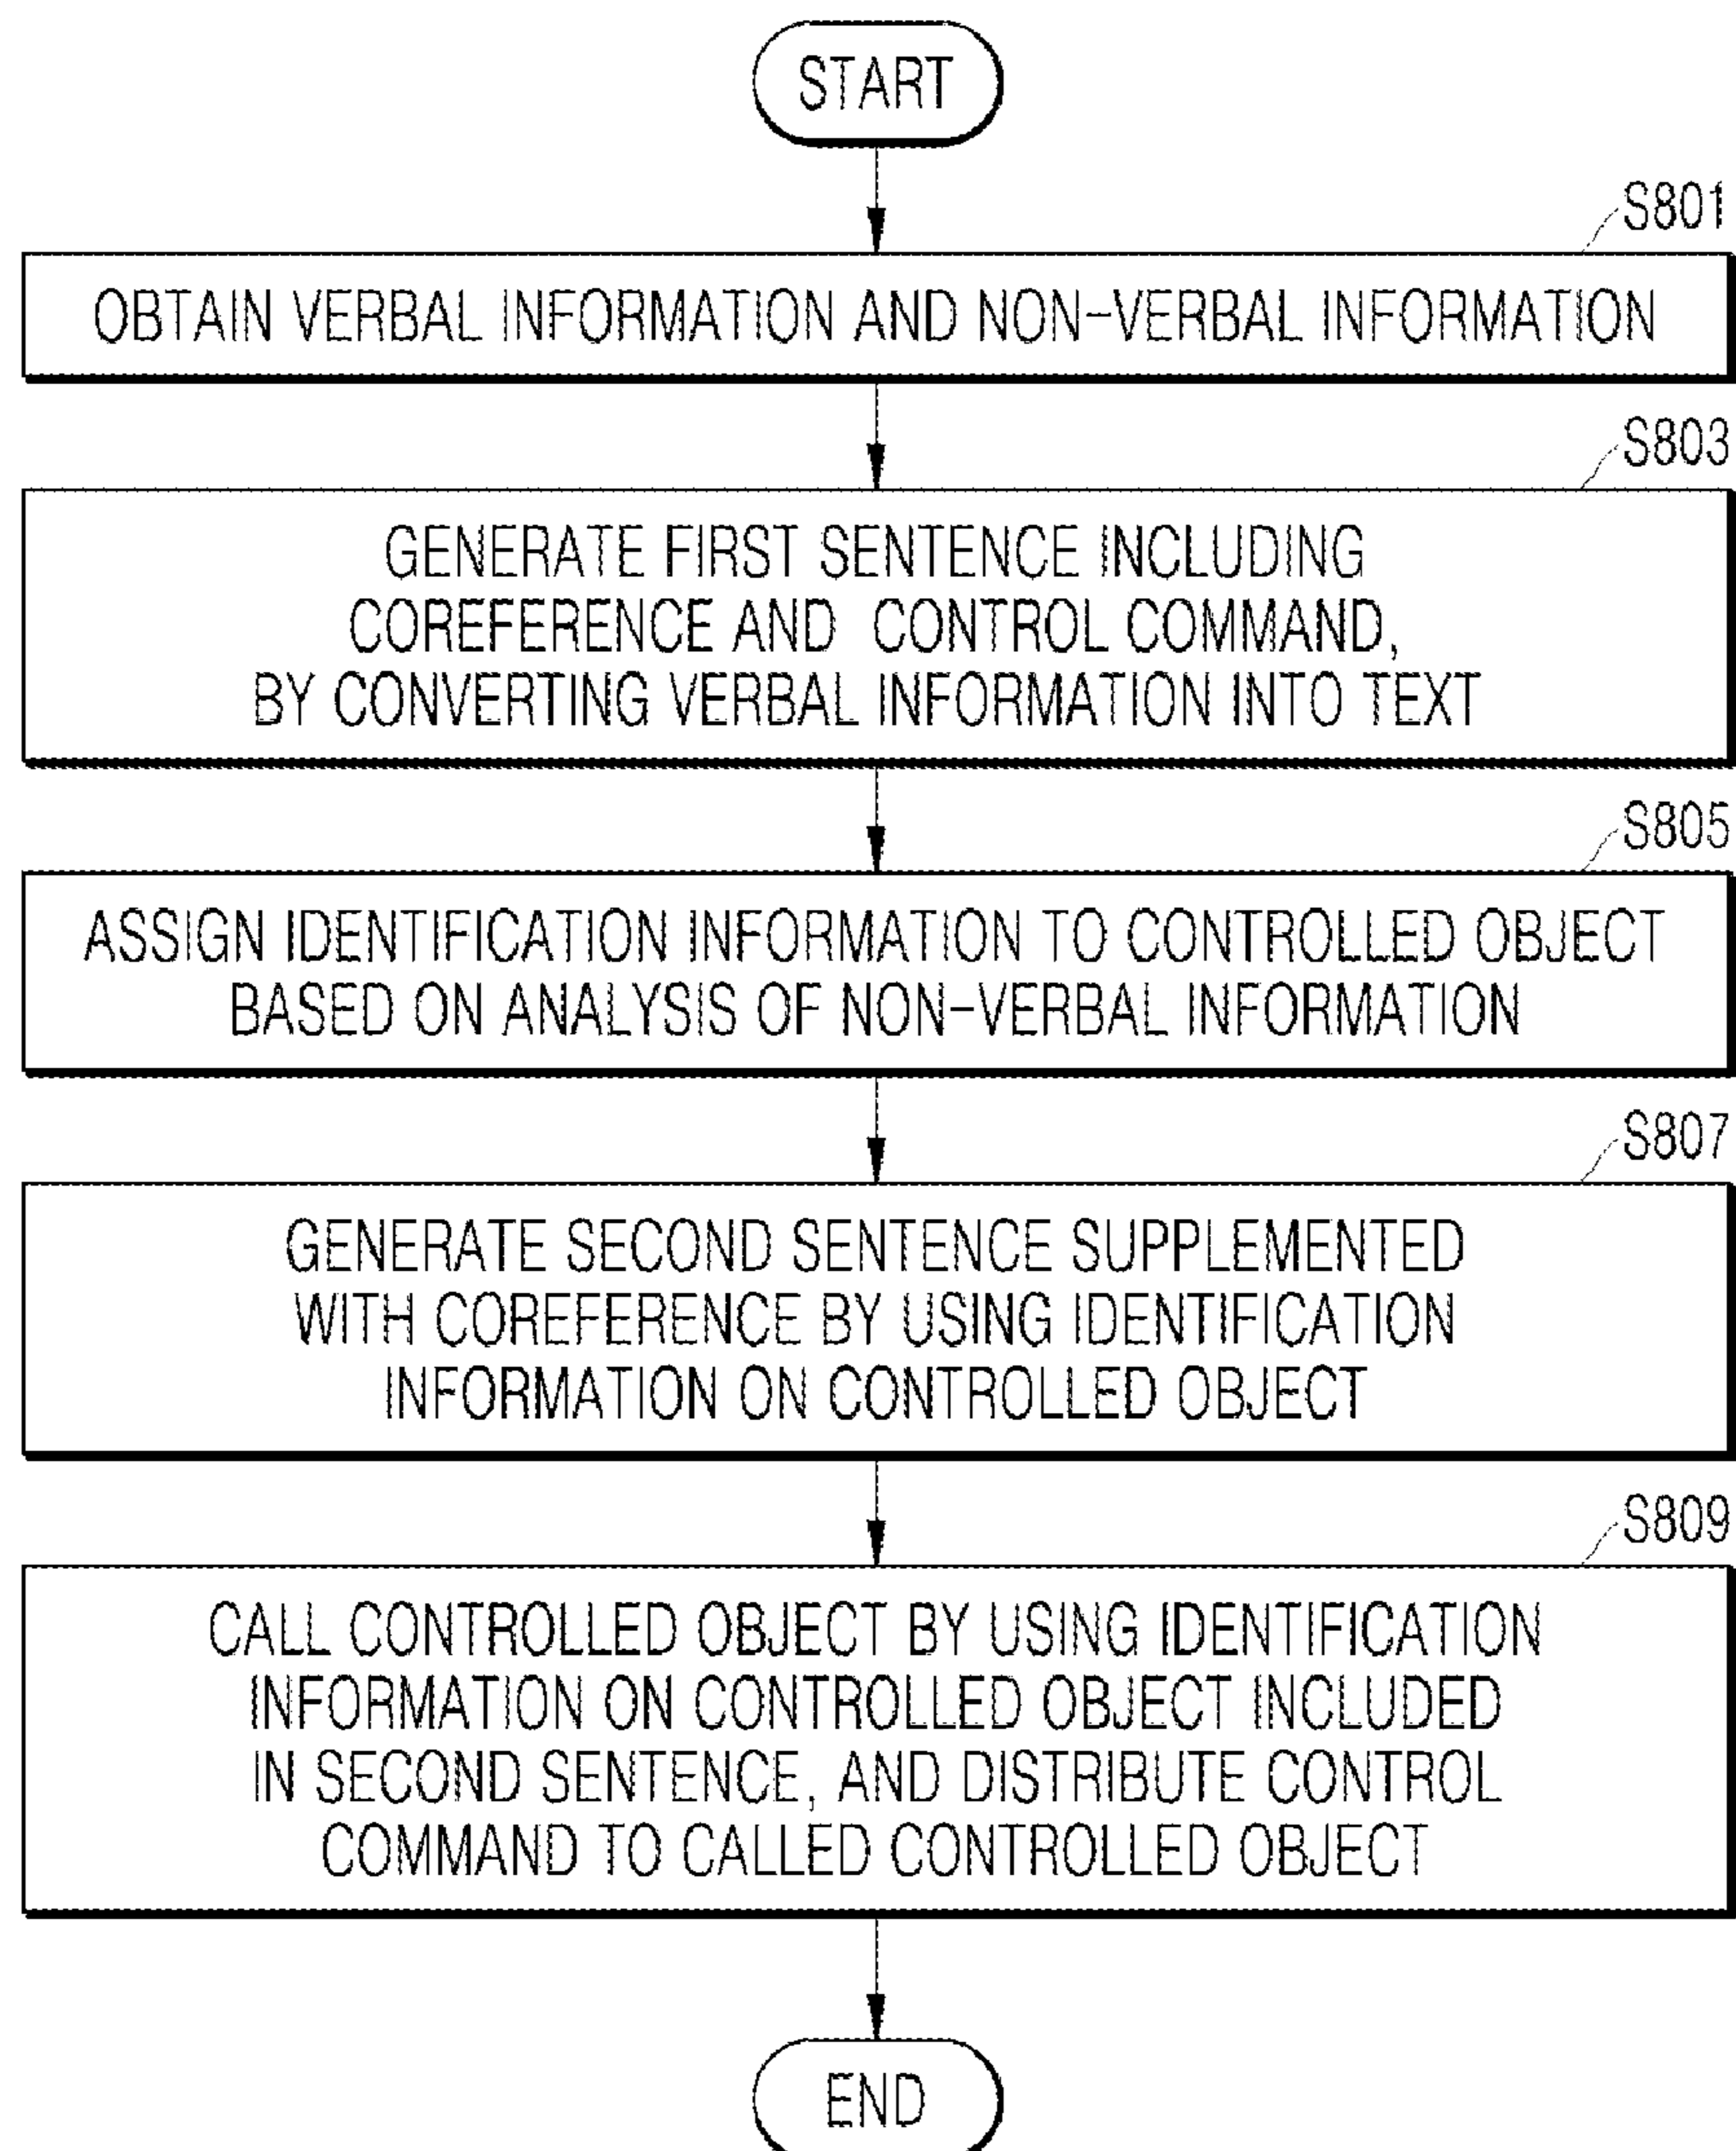 START
S801
OBTAIN VERBAL INFORMATION AND NON-VERBAL INFORMATION
S803
GENERATE FIRST SENTENCE INCLUDING
COREFERENCE AND CONTROL COMMAND,
BY CONVERTING VERBAL INFORMATION INTO TEXT
S805
ASSIGN IDENTIFICATION INFORMATION TO CONTROLLED OBJECT
BASED ON ANALYSIS OF NON-VERBAL INFORMATION
S807
GENERATE SECOND SENTENCE SUPPLEMENTED
WITH COREFERENCE BY USING IDENTIFICATION
INFORMATION ON CONTROLLED OBJECT
S809
CALL CONTROLLED OBJECT BY USING IDENTIFICATION
INFORMATION ON CONTROLLED OBJECT INCLUDED
IN SECOND SENTENCE, AND DISTRIBUTE CONTROL
COMMAND TO CALLED CONTROLLED OBJECT
END